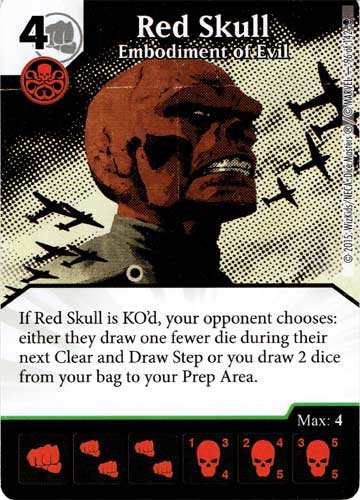 4
Red Skull
Embodiment of Evil
If Red Skull is KO'd, your opponent chooses:
either they draw one fewer die during their
next Clear and Draw Step or you draw 2 dice
from your bag to your Prep Area.
Max: 4
1 3
4
2 4
4
3 5
5